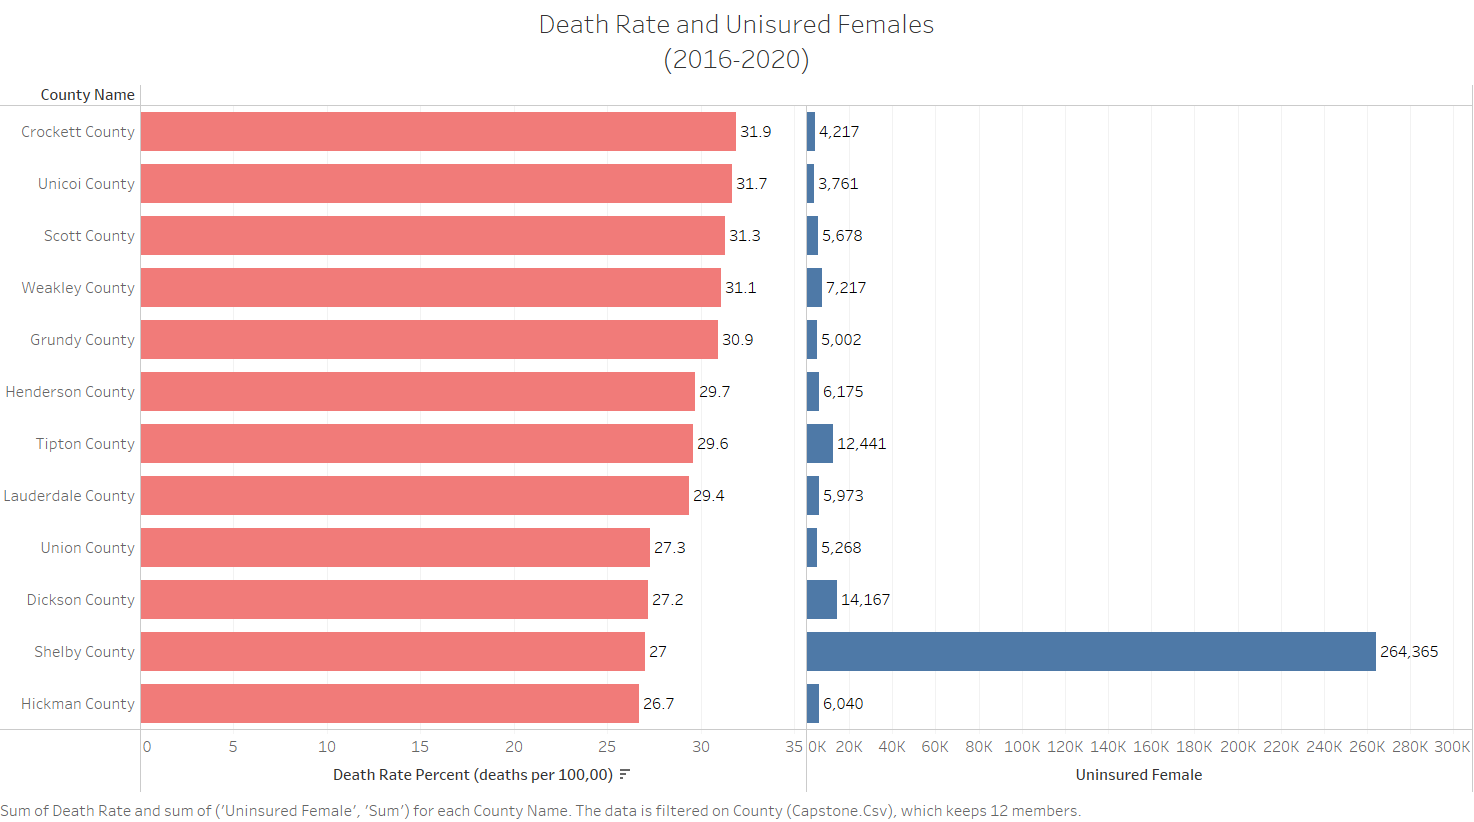 Death Rate and Unisured Females
(2016-2020)
County Name
Crockett County 31.9 4,217
Unicoi County 31.7 3,761
Scott County 31.3 5,678
Weakley County 31.1 7,217
Grundy County 30.9 5,002
Henderson County 29.7 6,175
Tipton County 29.6 12,441
Lauderdale County 29.4 5,973
Union County 27.3 5,268
Dickson County 27.2 14,167
Shelby County 27 264,365
Hickman County 26.7 6,040
0 5 10 15 20 25 30 35 0K 20K 40K 60K 80K 100K 120K 140K 160K 180K 200K 220K 240K 260K 280K 300K
Death Rate Percent (deaths per 100,00) Uninsured Female
Sum of Death Rate and sum of ('Uninsured Female', 'Sum') for each County Name. The data is filtered on County (Capstone.Csv), which keeps 12 members.